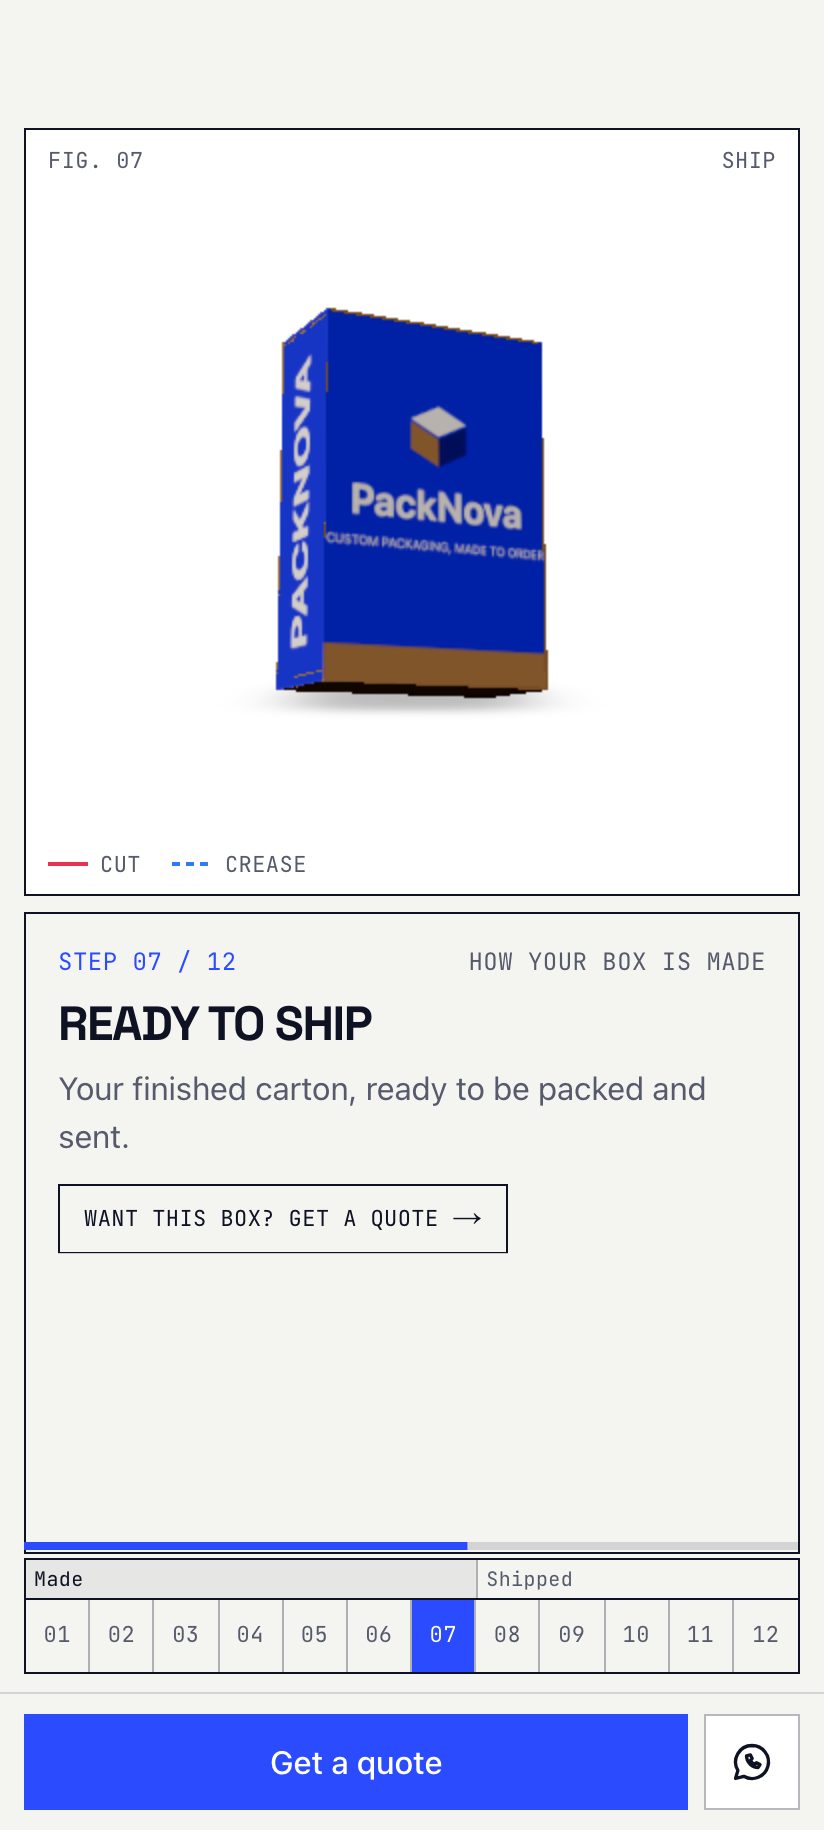 FIG. 07
SHIP
PACKNOVA
PackNova
CUSTOM PACKAGING, MADE TO ORDER
CUT
CREASE
STEP 07 / 12
HOW YOUR BOX IS MADE
READY TO SHIP
Your finished carton, ready to be packed and
sent.
WANT THIS BOX? GET A QUOTE →
Made
Shipped
01 02 03 04 05 06 07 08 09 10 11 12
Get a quote